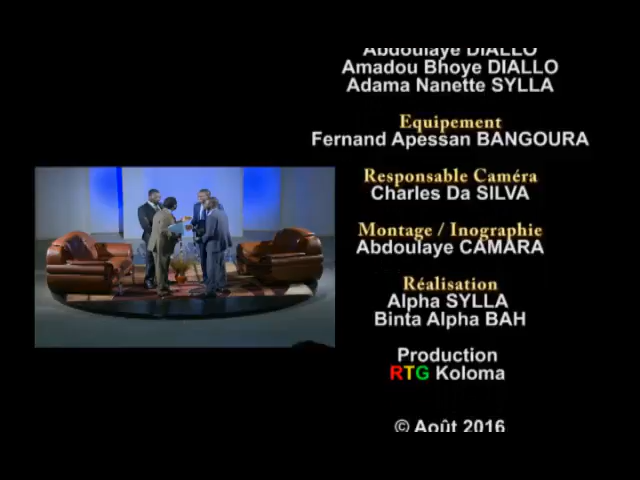 Abdoulaye DIALLO
Amadou Bhoye DIALLO
Adama Nanette SYLLA
Equipement
Fernand Apessan BANGOURA
Responsable Caméra
Charles Da SILVA
Montage / Inographie
Abdoulaye CAMARA
Réalisation
Alpha SYLLA
Binta Alpha BAH
Production
RTG Koloma
© Août 2016